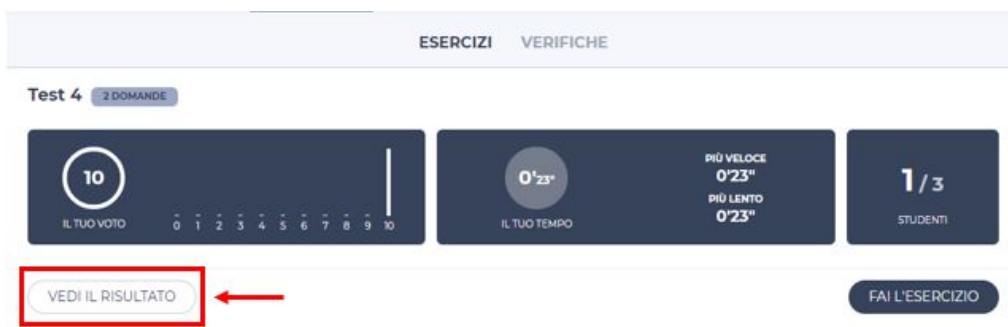 ESERCIZI VERIFICHE
Test 4 2 DOMANDE
10
IL TUO VOTO
0 1 2 3 4 5 6 7 8 9 10
0'23"
IL TUO TEMPO
PIÙ VELOCE
0'23"
PIÙ LENTO
0'23"
1/3
STUDENTI
VEDI IL RISULTATO
FAI L'ESERCIZIO